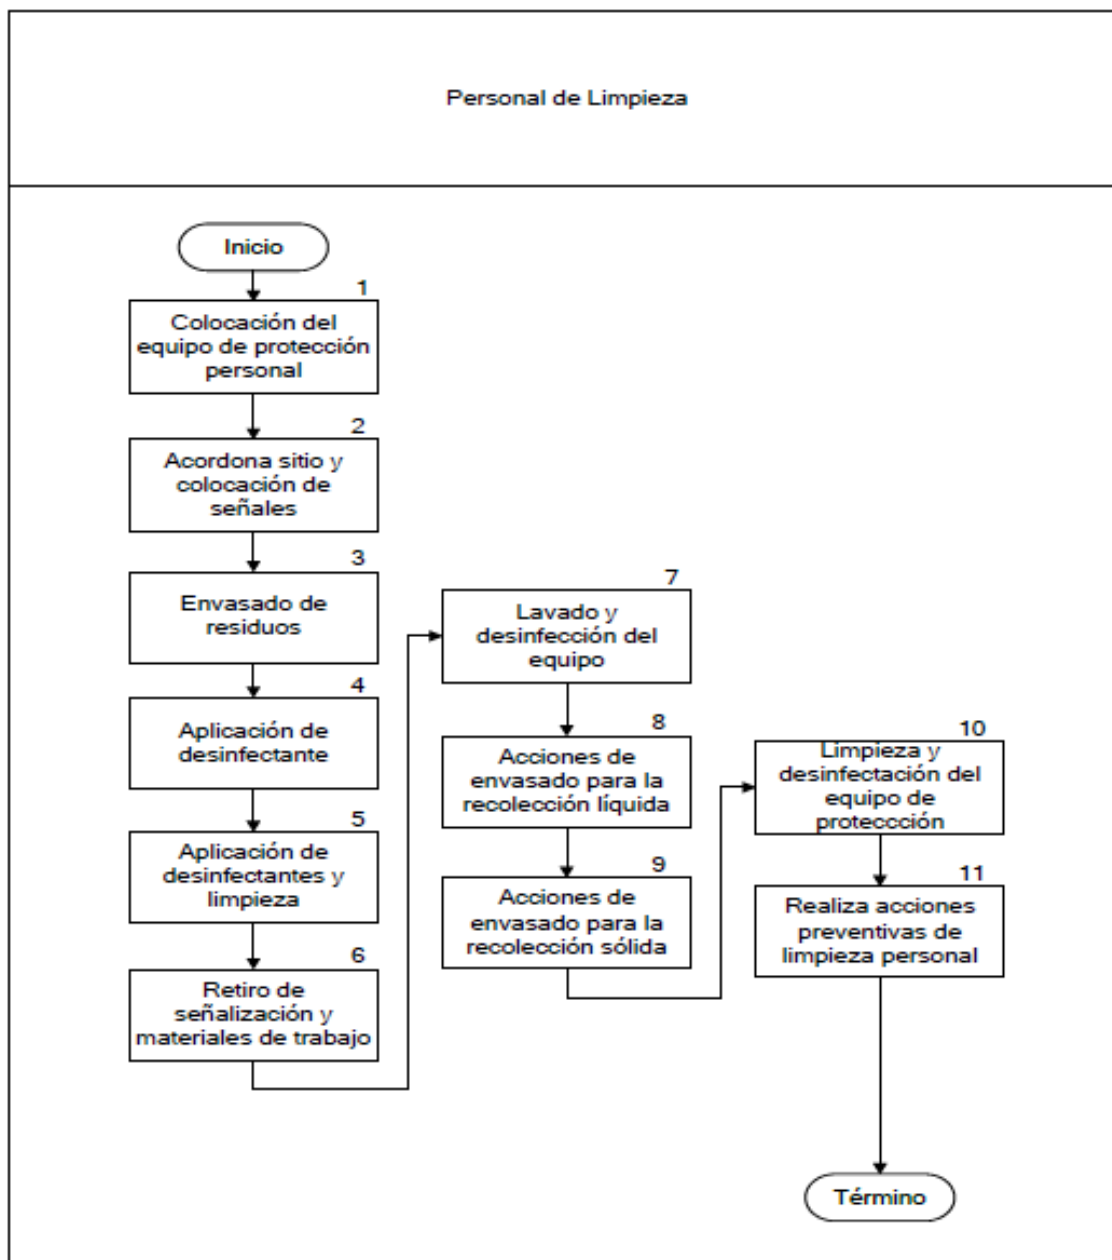 Personal de Limpieza
Inicio
1
Colocación del
equipo de protección
personal
2
Acordona sitio y
colocación de
señales
3
Envasado de
residuos
4
Aplicación de
desinfectante
5
Aplicación de
desinfectantes y
limpieza
6
Retiro de
señalización y
materiales de trabajo
7
Lavado y
desinfección del
equipo
8
Acciones de
envasado para la
recolección líquida
9
Acciones de
envasado para la
recolección sólida
10
Limpieza y
desinfectación del
equipo de
proteccción
11
Realiza acciones
preventivas de
limpieza personal
Término